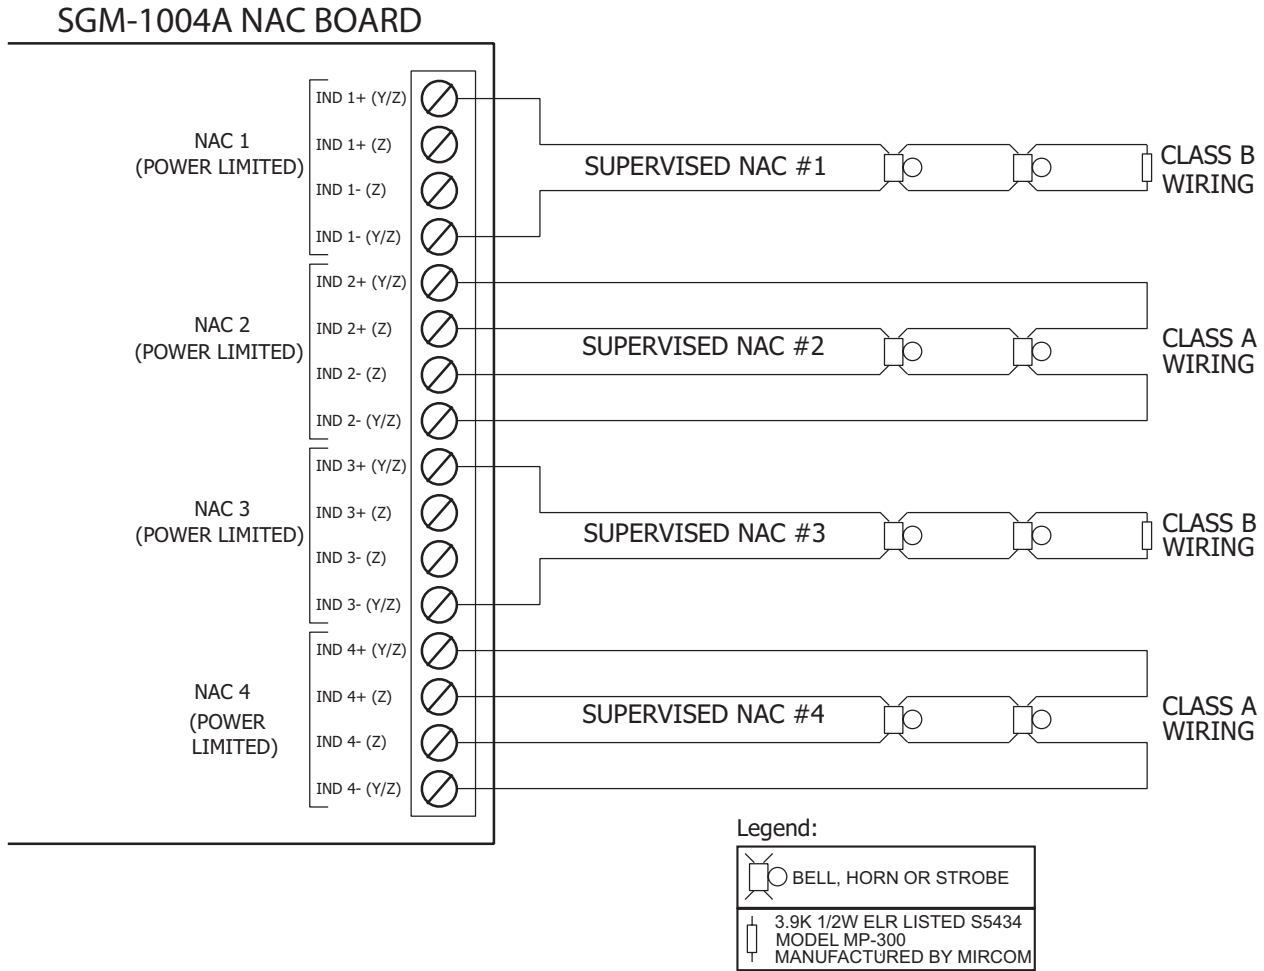 SGM-1004A NAC BOARD
NAC 1
(POWER LIMITED)
IND 1+ (Y/Z)
IND 1+ (Z)
IND 1- (Z)
IND 1- (Y/Z)
SUPERVISED NAC #1
CLASS B
WIRING
NAC 2
(POWER LIMITED)
IND 2+ (Y/Z)
IND 2+ (Z)
IND 2- (Z)
IND 2- (Y/Z)
SUPERVISED NAC #2
CLASS A
WIRING
NAC 3
(POWER LIMITED)
IND 3+ (Y/Z)
IND 3+ (Z)
IND 3- (Z)
IND 3- (Y/Z)
SUPERVISED NAC #3
CLASS B
WIRING
NAC 4
(POWER
LIMITED)
IND 4+ (Y/Z)
IND 4+ (Z)
IND 4- (Z)
IND 4- (Y/Z)
SUPERVISED NAC #4
CLASS A
WIRING
Legend:
BELL, HORN OR STROBE
3.9K 1/2W ELR LISTED S5434
MODEL MP-300
MANUFACTURED BY MIRCOM